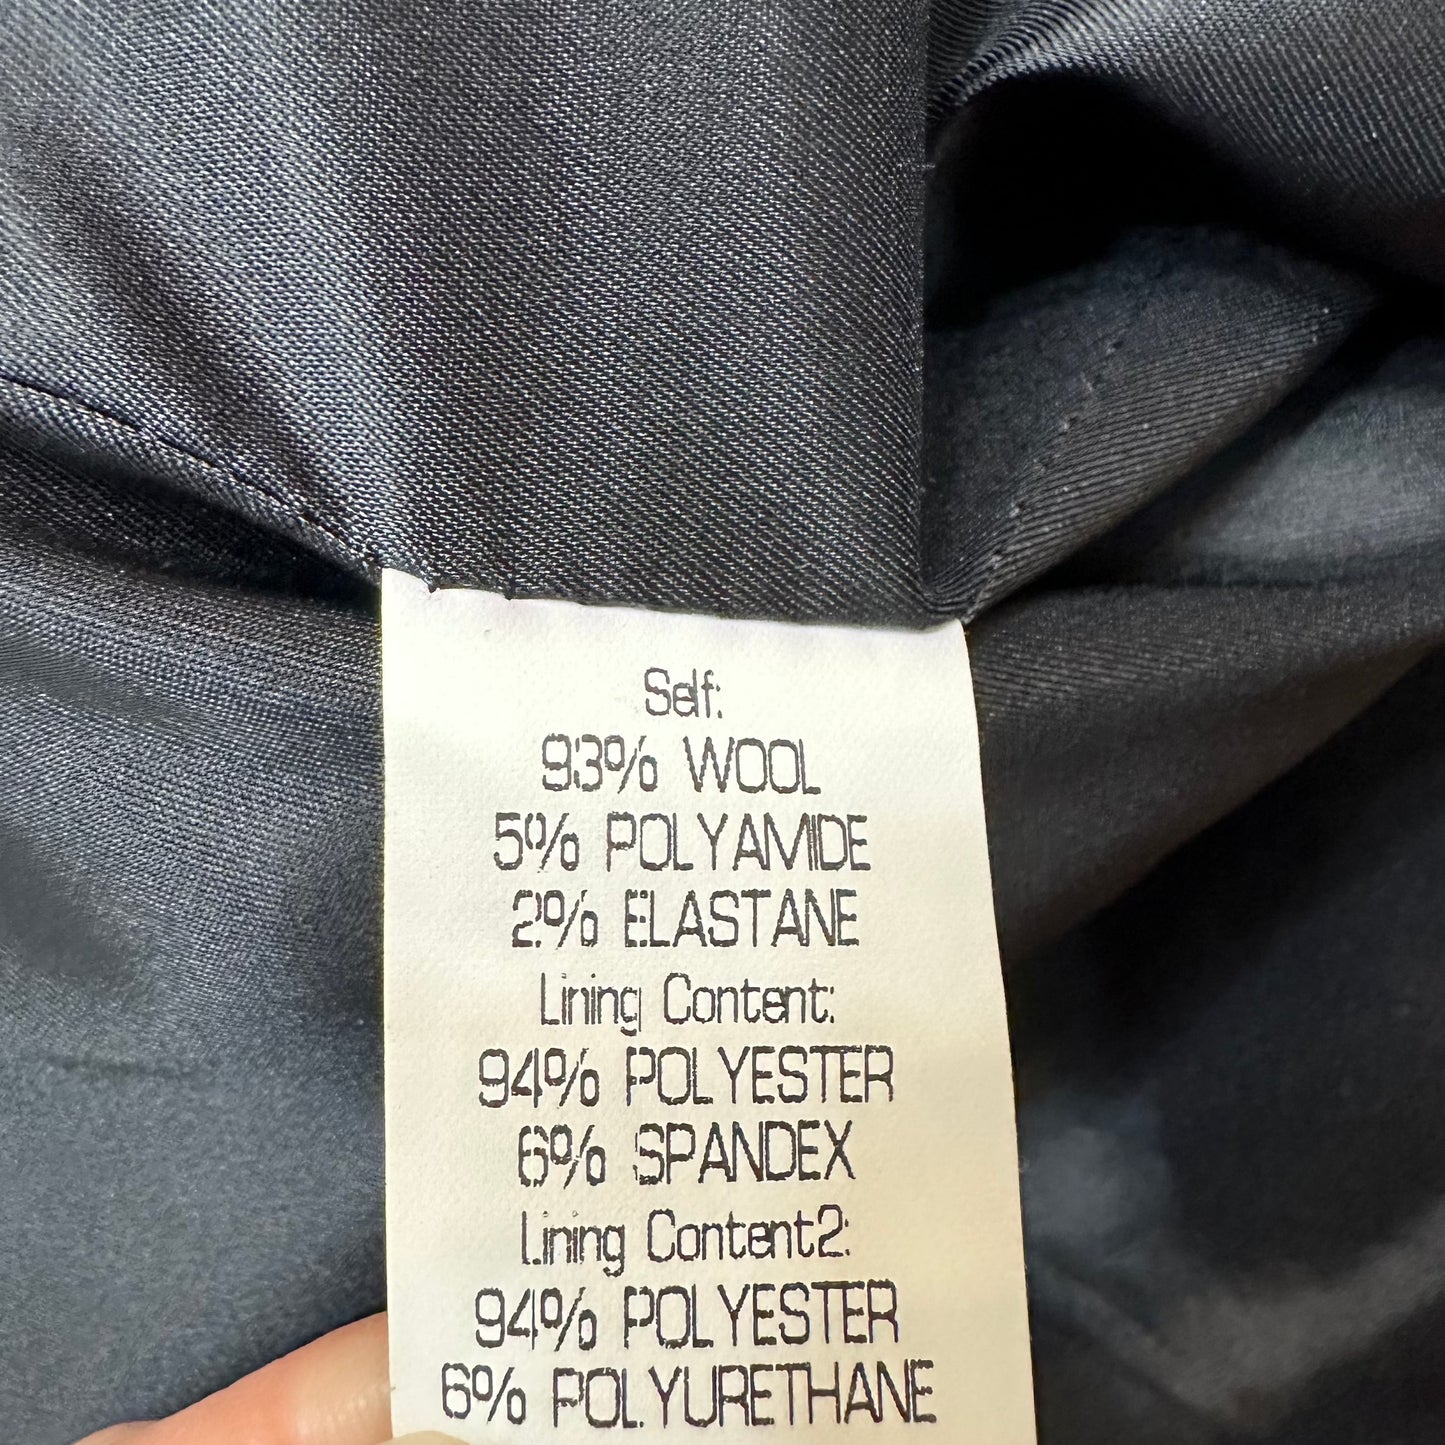 Self:
93% WOOL
5% POLYAMIDE
2% ELASTANE
Lining Content:
94% POLYESTER
6% SPANDEX
Lining Content2:
94% POLYESTER
6% POLYURETHANE